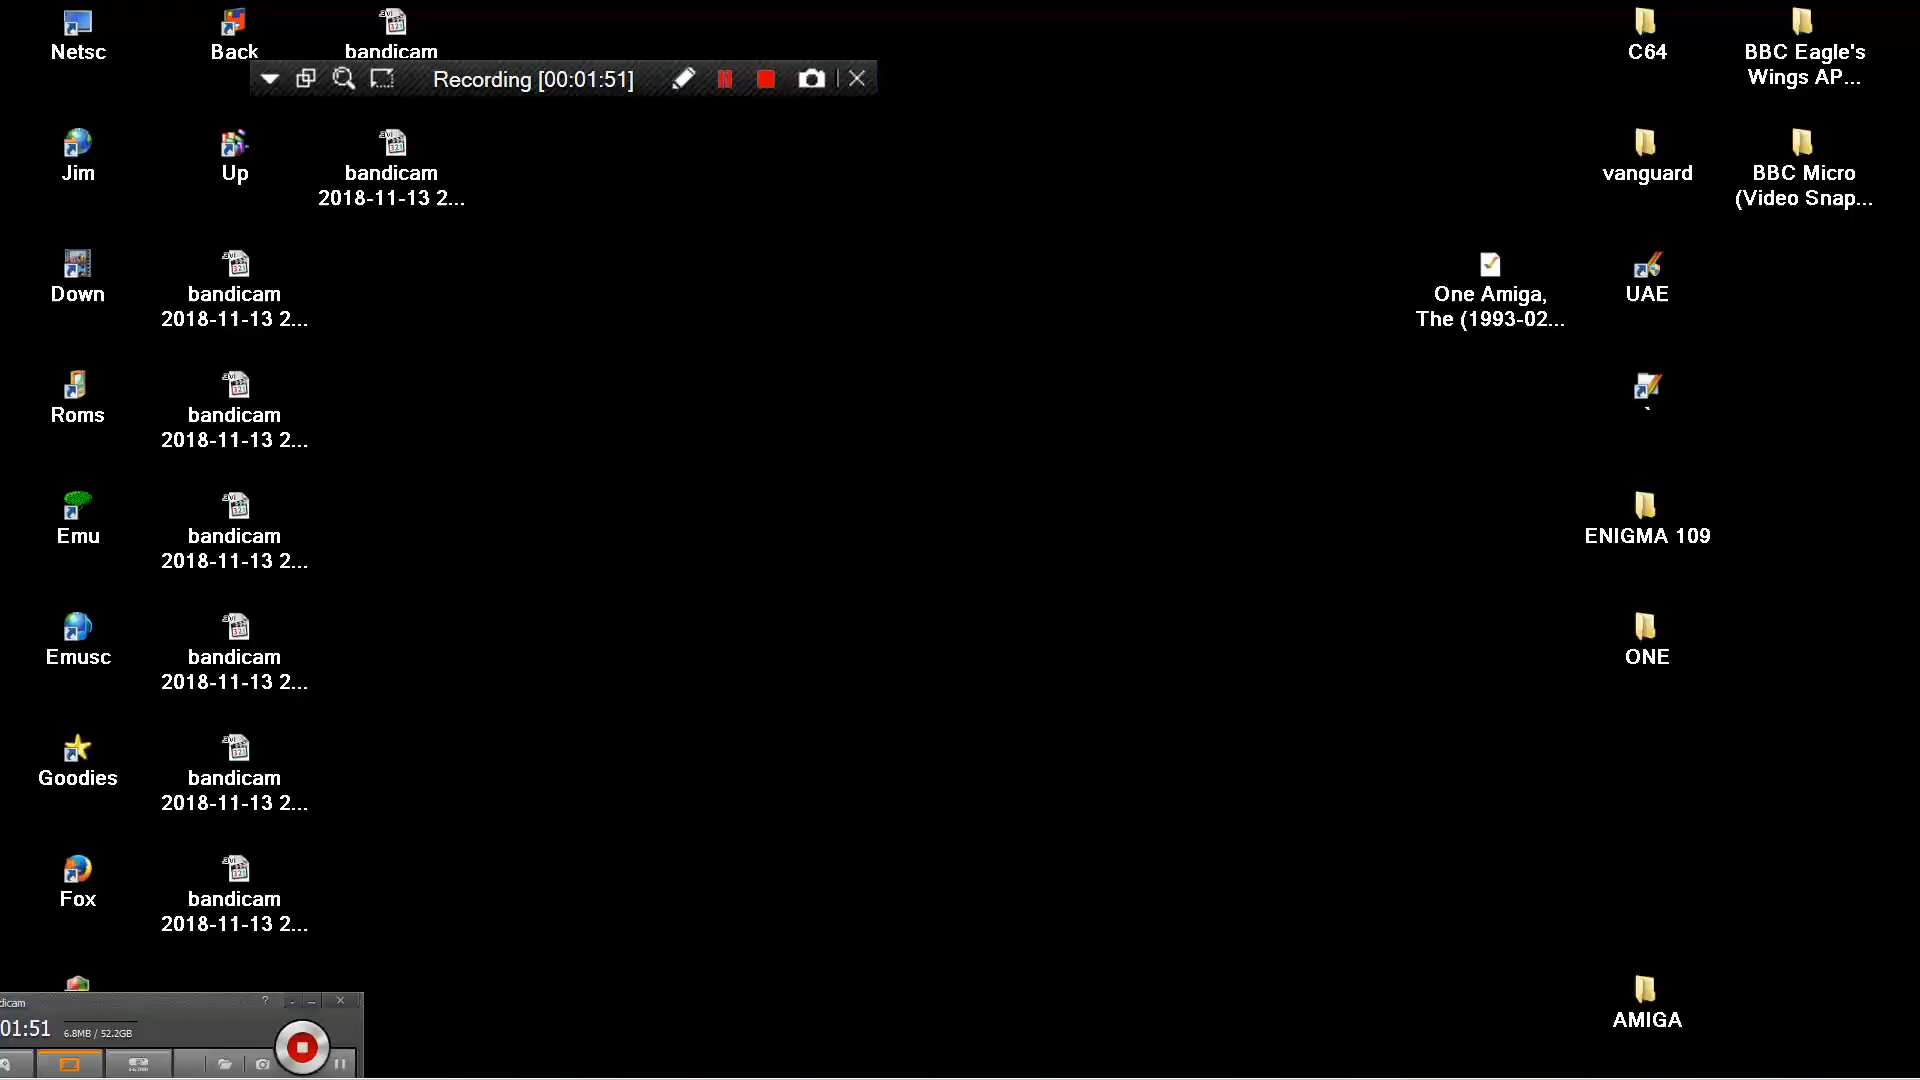 Netsc
Back
bandicam
Recording [00:01:51]
C64
BBC Eagle's
Wings AP...
Jim
Up
bandicam
2018-11-13 2...
vanguard
BBC Micro
(Video Snap...
Down
bandicam
2018-11-13 2...
One Amiga,
The (1993-02...
UAE
Roms
bandicam
2018-11-13 2...
Emu
bandicam
2018-11-13 2...
ENIGMA 109
Emusc
bandicam
2018-11-13 2...
ONE
Goodies
bandicam
2018-11-13 2...
Fox
bandicam
2018-11-13 2...
dicam
01:51
6.8MB / 52.2GB
AMIGA